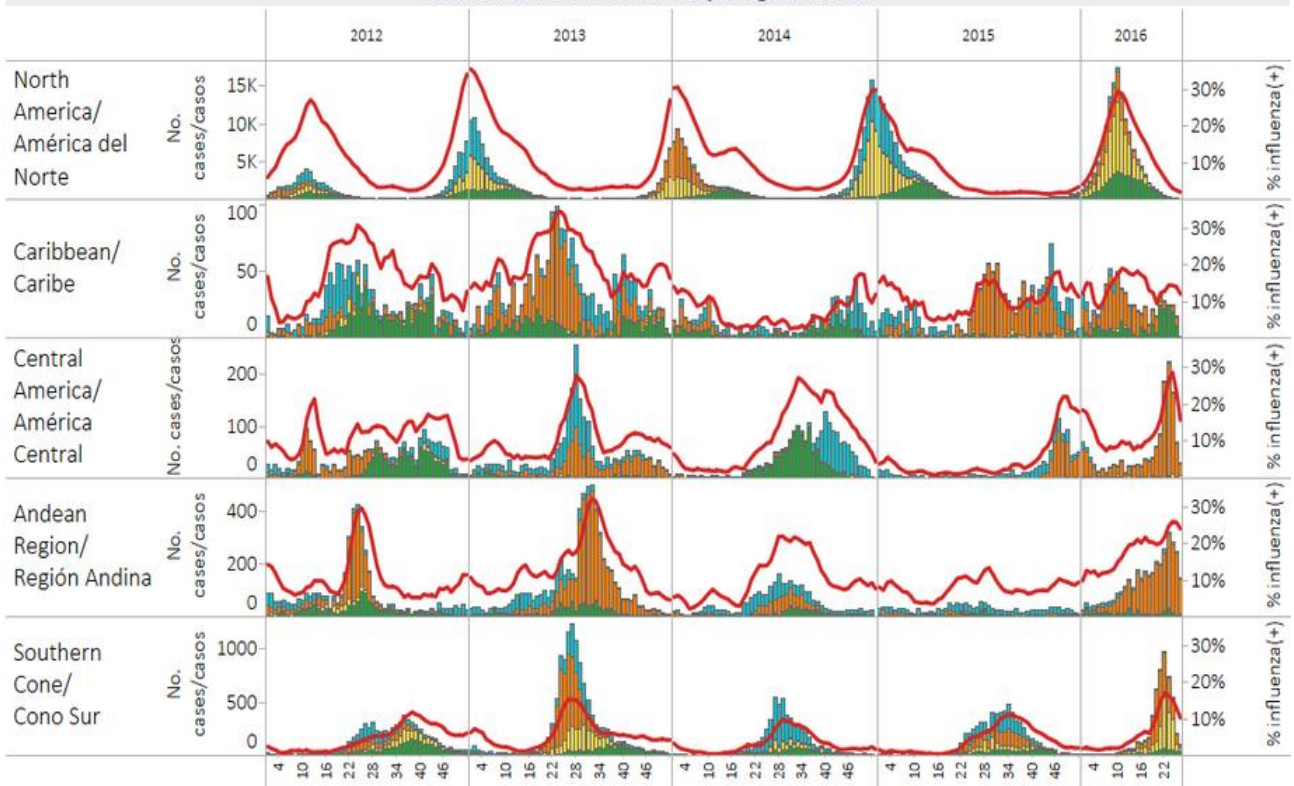 2012 2013 2014 2015 2016
North
America/
América del
Norte
No.
cases/casos
15K
10K
5K
30%
20%
10%
% influenza(+)
Caribbean/
Caribe
No.
cases/casos
100
50
0
30%
20%
10%
% influenza(+)
Central
America/
América
Central
No. cases/casos
200
100
0
30%
20%
10%
% influenza(+)
Andean
Region/
Región Andina
No.
cases/casos
400
200
0
30%
20%
10%
% influenza(+)
Southern
Cone/
Cono Sur
No.
cases/casos
1000
500
0
30%
20%
10%
% influenza(+)
4 10 16 22 28 34 40 46 4 10 16 22 28 34 40 46 4 10 16 22 28 34 40 46 4 10 22 28 34 40 46 4 10 16 22